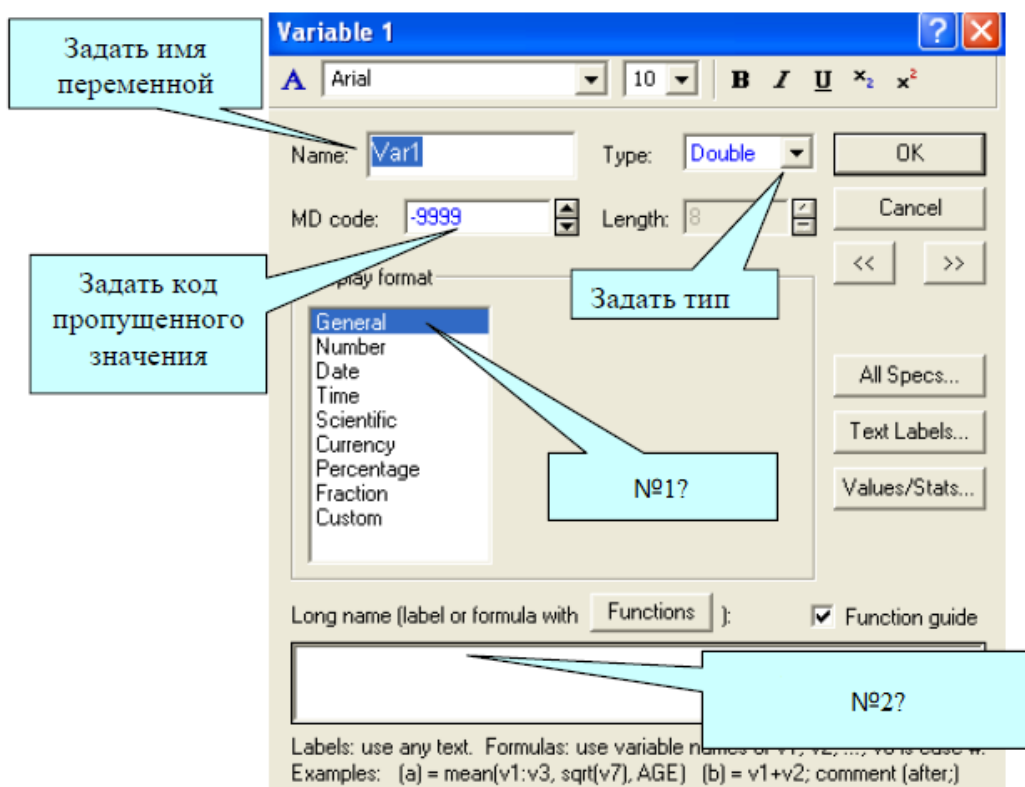 Variable 1
Задать имя
переменной
A Arial 10 B I U x₂ x²
Name: Var1 Type: Double OK
MD code: -9999 Length: 8 Cancel
<< >>
Задать код
пропущенного
значения
Display format
Задать тип
General
Number
Date
Time
Scientific
Currency
Percentage
Fraction
Custom
All Specs...
Text Labels...
Values/Stats...
№1?
Long name (label or formula with Functions ): Function guide
№2?
Labels: use any text. Formulas: use variable names or v1, v2, ..., v0 is case #.
Examples: (a) = mean(v1:v3, sqrt(v7), AGE) (b) = v1+v2; comment (after;)